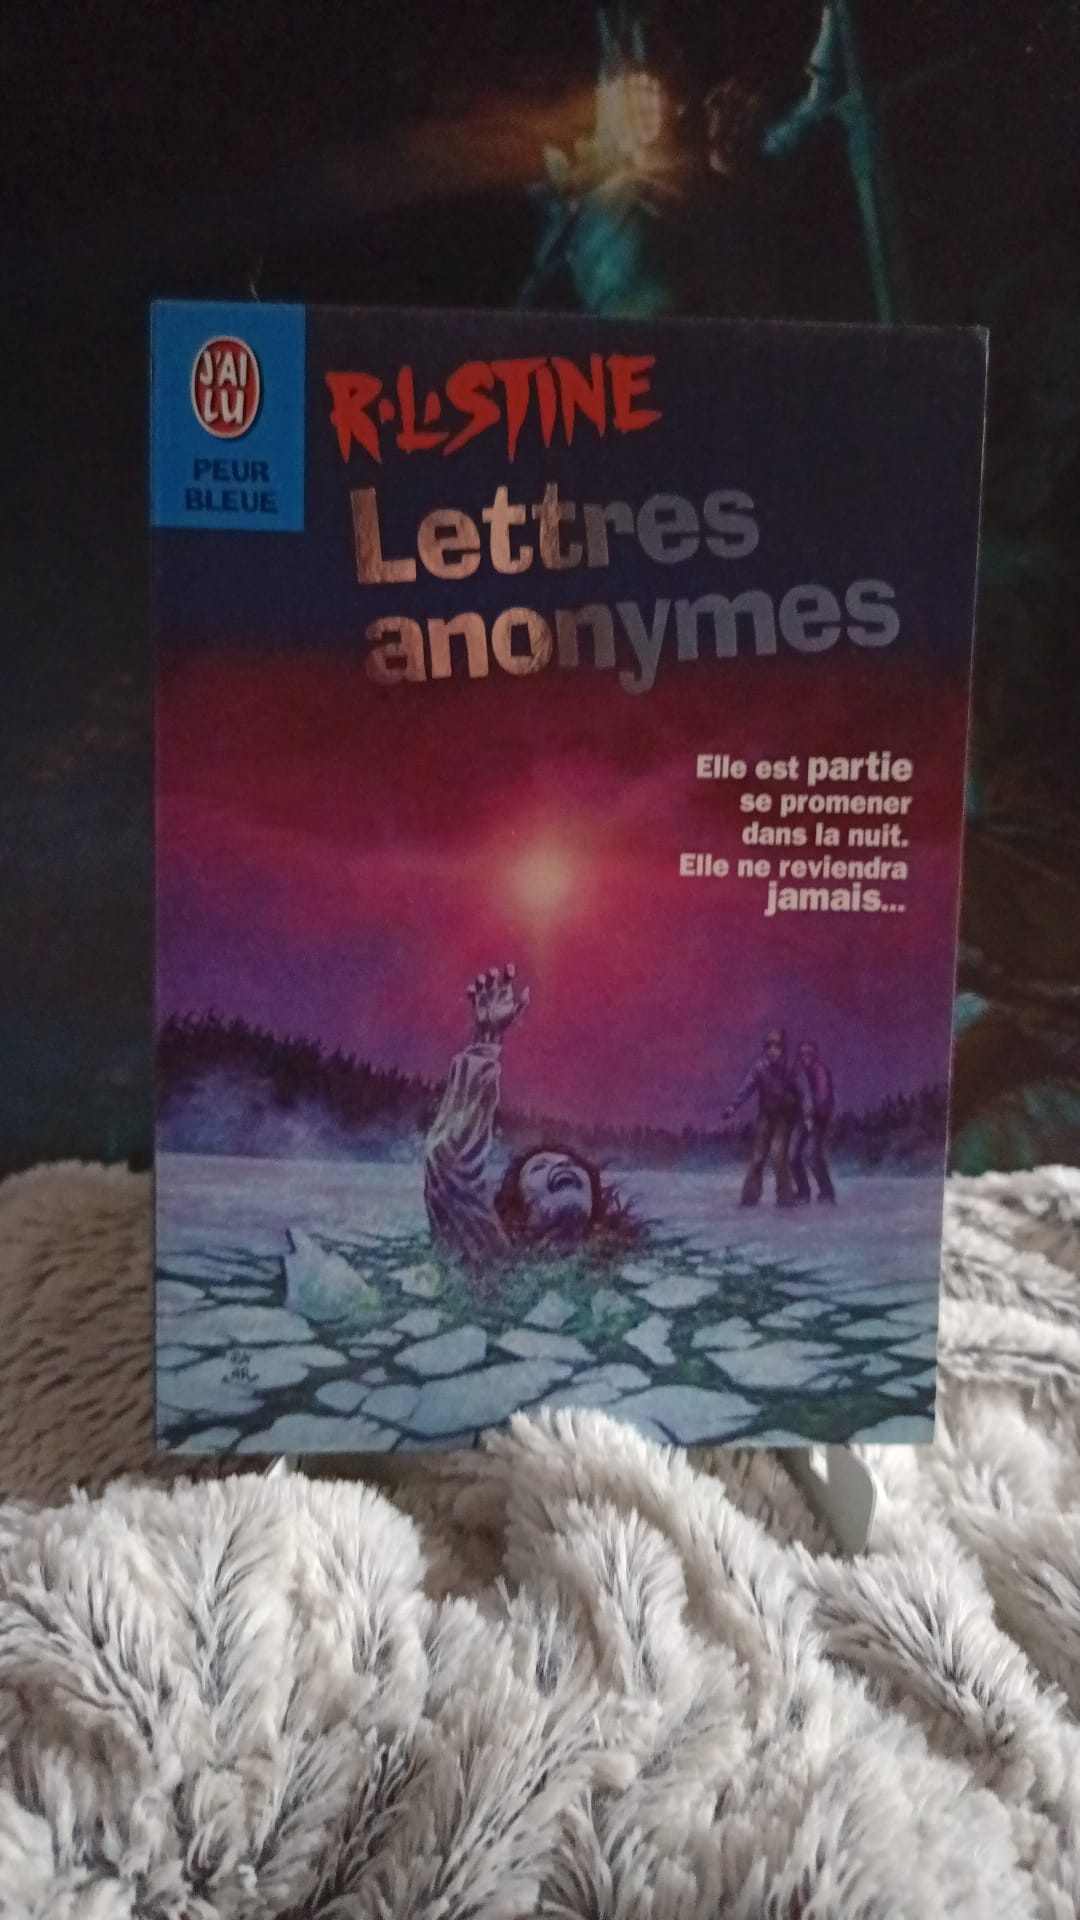 J'AI
LU
PEUR
BLEUE
R.L.STINE
Lettres
anonymes
Elle est partie
se promener
dans la nuit.
Elle ne reviendra
jamais...